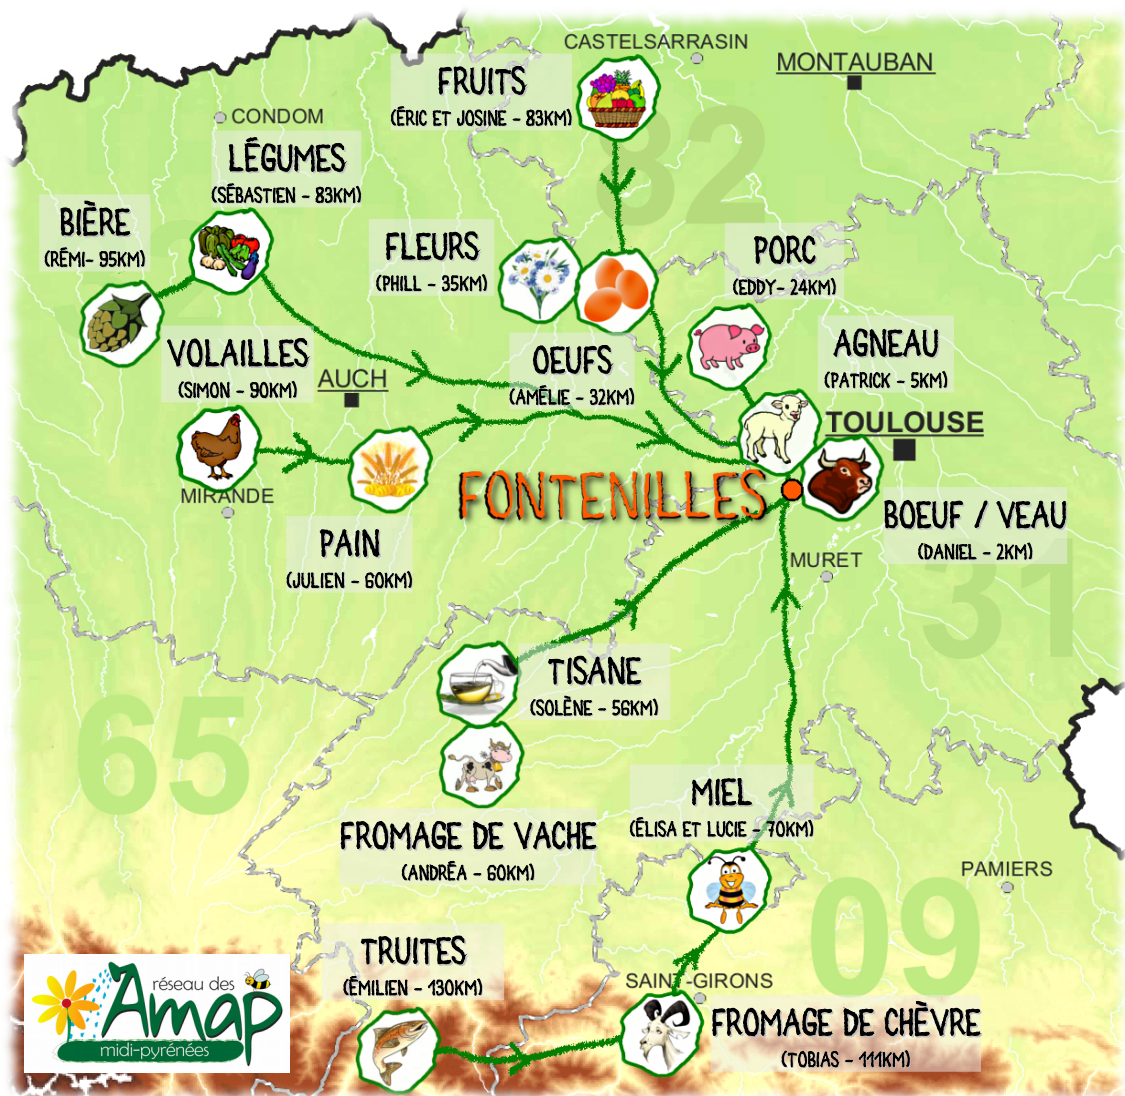 CASTELSARRASIN
MONTAUBAN
FRUITS
(ÉRIC ET JOSINE - 83KM)
82
CONDOM
LÉGUMES
(SÉBASTIEN - 83KM)
BIÈRE
(RÉMI- 95KM)
FLEURS
(PHILL - 35KM)
PORC
(EDDY- 24KM)
VOLAILLES
(SIMON - 90KM)
AUCH
OEUFS
(AMÉLIE - 32KM)
AGNEAU
(PATRICK - 5KM)
TOULOUSE
MIRANDE
FONTENILLES
BOEUF / VEAU
(DANIEL - 2KM)
PAIN
(JULIEN - 60KM)
MURET
31
TISANE
(SOLÈNE - 56KM)
65
MIEL
(ÉLISA ET LUCIE - 70KM)
FROMAGE DE VACHE
(ANDRÉA - 60KM)
PAMIERS
09
TRUITES
(ÉMILIEN - 130KM)
SAINT-GIRONS
FROMAGE DE CHÈVRE
(TOBIAS - 111KM)
réseau des
Amap
midi-pyrénées